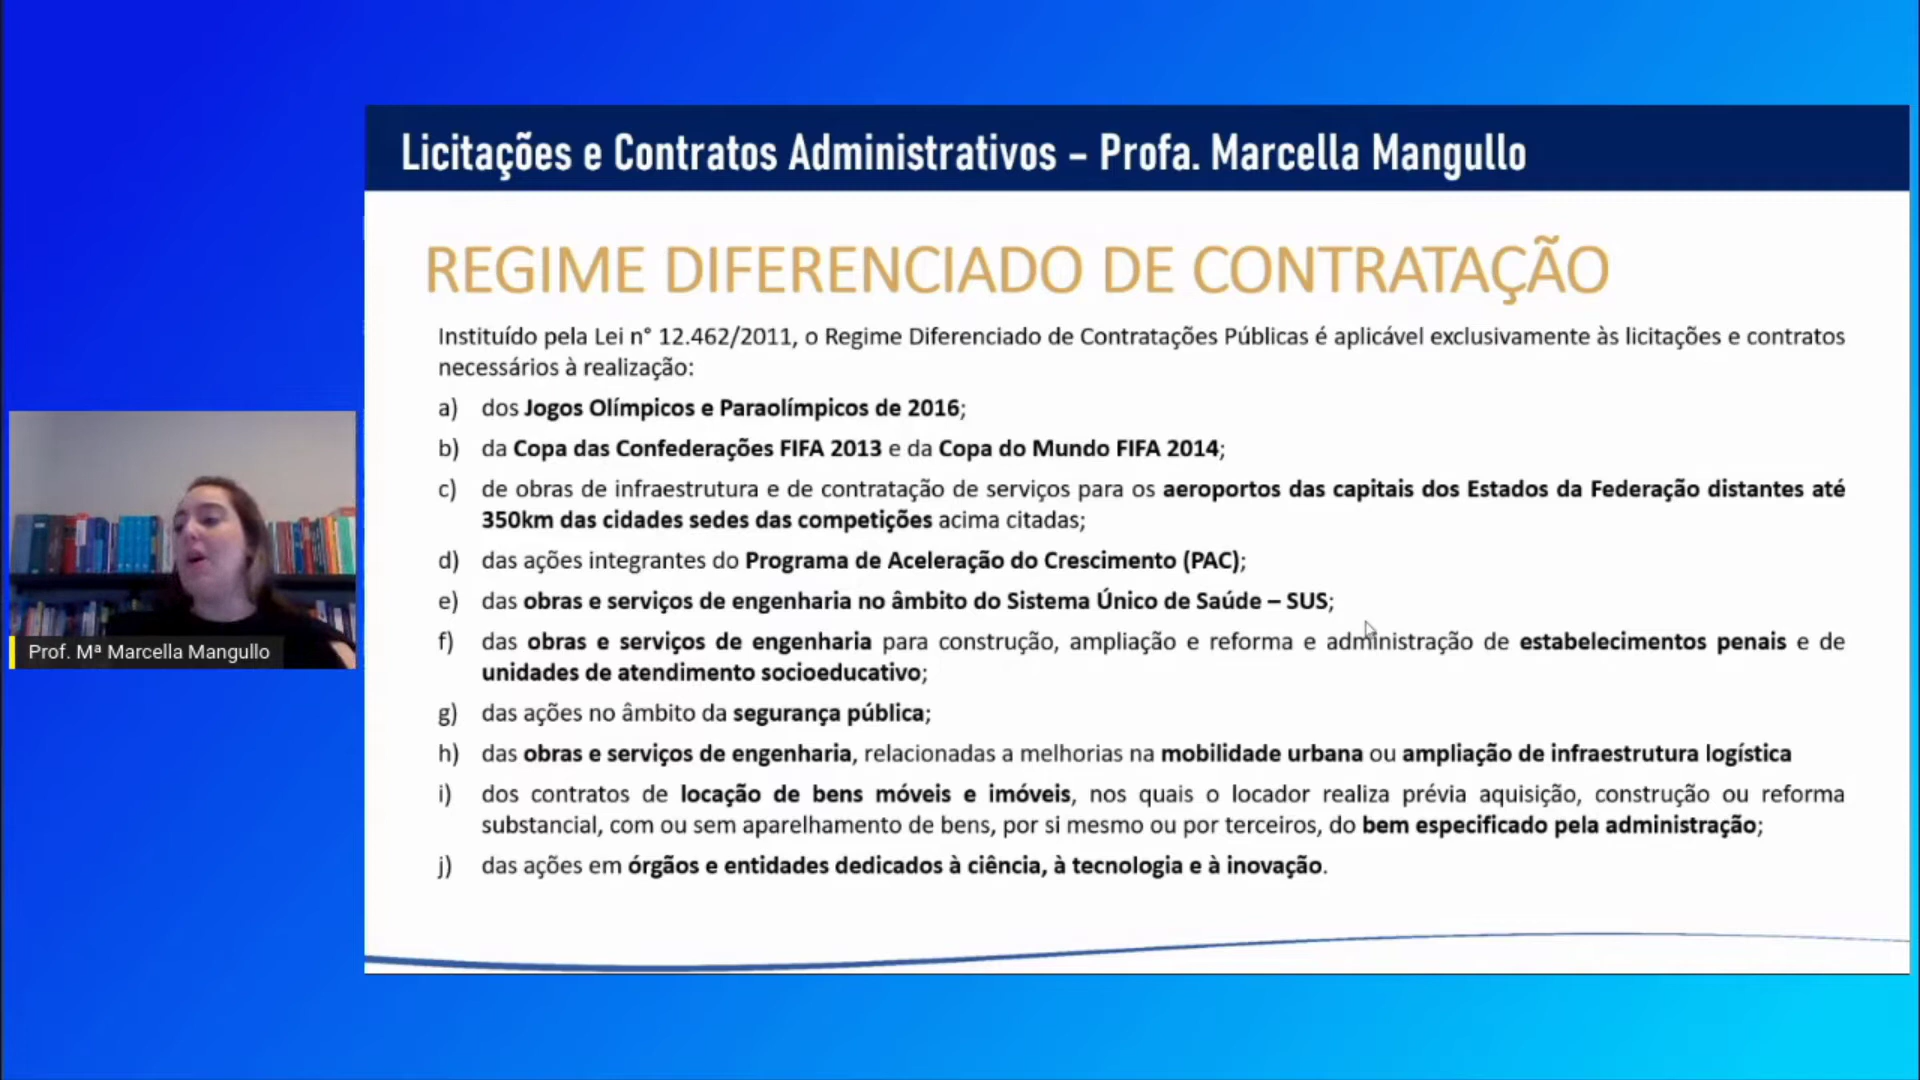 Licitações e Contratos Administrativos – Profa. Marcella Mangullo
REGIME DIFERENCIADO DE CONTRATAÇÃO
Instituído pela Lei n° 12.462/2011, o Regime Diferenciado de Contratações Públicas é aplicável exclusivamente às licitações e contratos
necessários à realização:
a) dos Jogos Olímpicos e Paraolímpicos de 2016;
b) da Copa das Confederações FIFA 2013 e da Copa do Mundo FIFA 2014;
c) de obras de infraestrutura e de contratação de serviços para os aeroportos das capitais dos Estados da Federação distantes até
350km das cidades sedes das competições acima citadas;
d) das ações integrantes do Programa de Aceleração do Crescimento (PAC);
e) das obras e serviços de engenharia no âmbito do Sistema Único de Saúde – SUS;
f) das obras e serviços de engenharia para construção, ampliação e reforma e administração de estabelecimentos penais e de
unidades de atendimento socioeducativo;
g) das ações no âmbito da segurança pública;
h) das obras e serviços de engenharia, relacionadas a melhorias na mobilidade urbana ou ampliação de infraestrutura logística
i) dos contratos de locação de bens móveis e imóveis, nos quais o locador realiza prévia aquisição, construção ou reforma
substancial, com ou sem aparelhamento de bens, por si mesmo ou por terceiros, do bem especificado pela administração;
j) das ações em órgãos e entidades dedicados à ciência, à tecnologia e à inovação.
Prof. Mª Marcella Mangullo